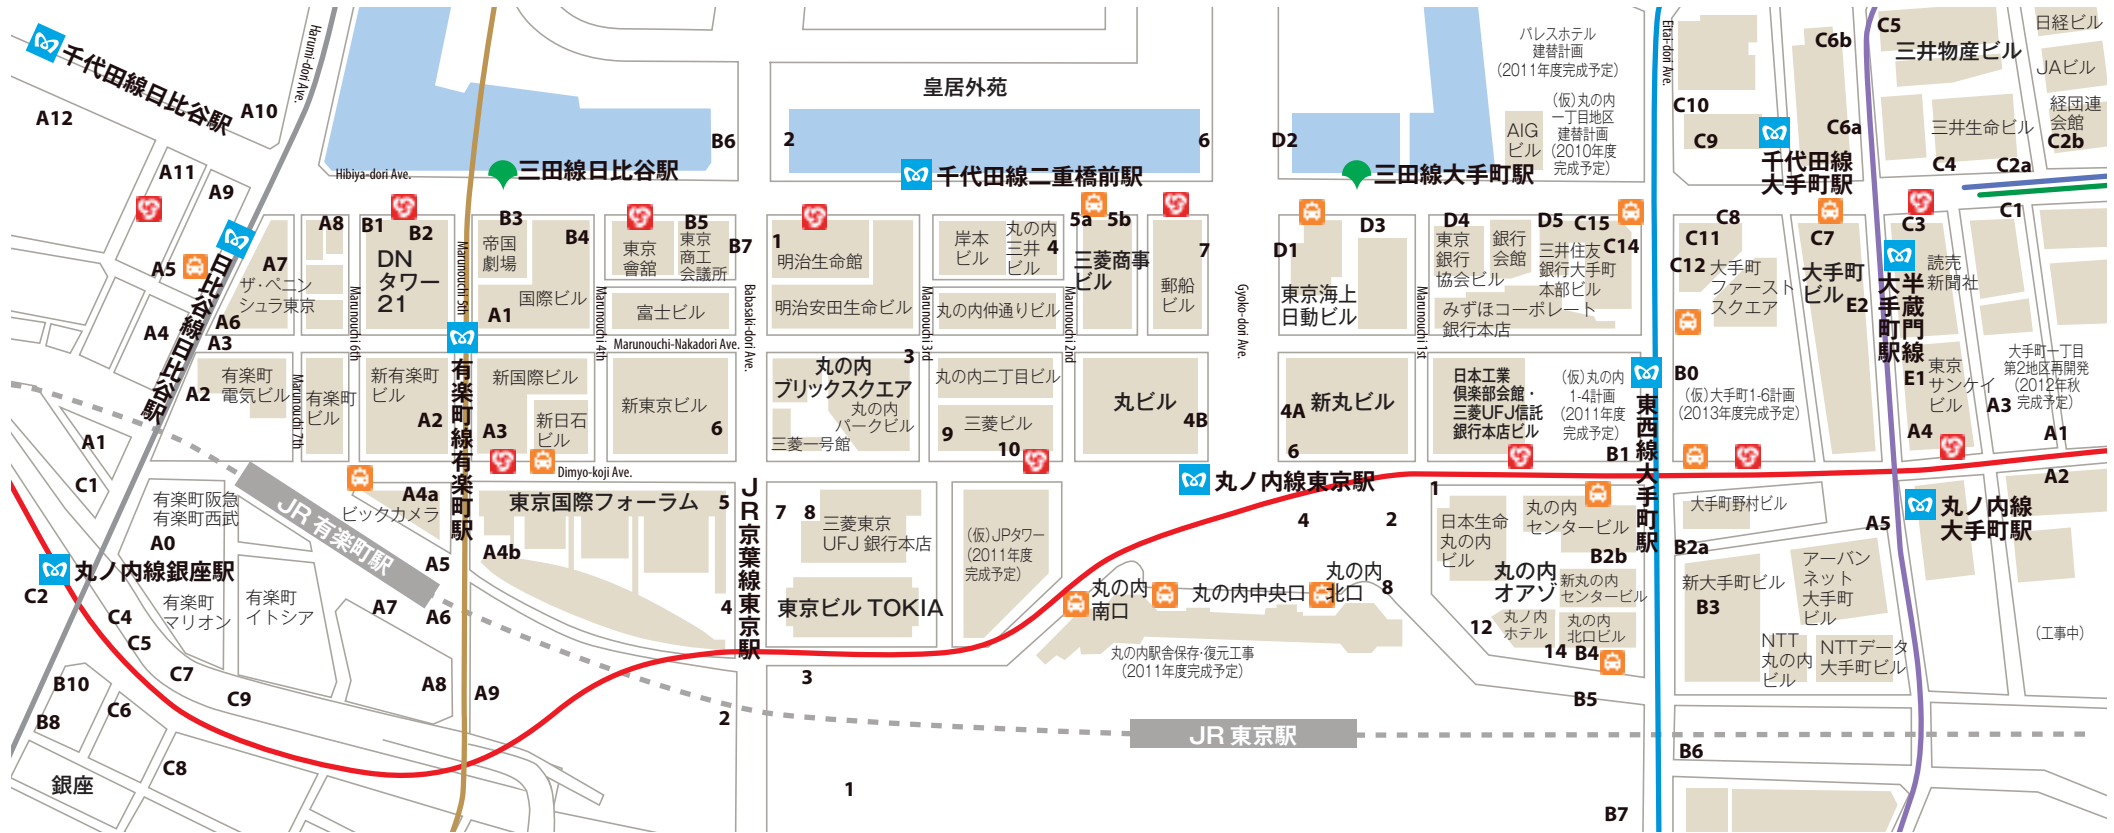 千代田線日比谷駅
Harumi-dori Ave.
A12
A10
A11
A9
A5
A4
日比谷線日比谷駅
Hibiya-dori Ave.
三田線日比谷駅
B6
皇居外苑
2
6
千代田線二重橋前駅
D2
三田線大手町駅
パレスホテル
建替計画
(2011年度完成予定)
(仮)丸の内
一丁目地区
建替計画
(2010年度
完成予定)
AIG
ビル
Eitai-dori Ave.
C10
C9
C6b
C6a
千代田線
大手町駅
C5
三井物産ビル
三井生命ビル
日経ビル
JAビル
経団連
会館
C2b
C4
C2a
C1
A8
A7
ザ・ペニン
シュラ東京
A6
A3
B1
B2
DN
タワー
21
Marunouchi 6th
Marunouchi 5th
B3
帝国
劇場
B4
国際ビル
A1
Marunouchi 4th
東京
會舘
B5
東京
商工
会議所
B7
富士ビル
Marunouchi-Nakadori Ave.
Babasaki-dori Ave.
1
明治生命館
明治安田生命ビル
Marunouchi 3rd
岸本
ビル
丸の内
三井
ビル
4
丸の内仲通りビル
Marunouchi 2nd
5a
5b
三菱商事
ビル
7
郵船
ビル
Gyoko-dori Ave.
D1
D3
東京海上
日動ビル
Marunouchi 1st
D4
東京
銀行
協会ビル
銀行
会館
D5
C15
C14
三井住友
銀行大手町
本部ビル
みずほコーポレート
銀行本店
C8
C11
C12
大手町
ファースト
スクエア
C7
大手町
ビル
E2
C3
読売
新聞社
半蔵門線
大手町駅
東京
サンケイ
ビル
E1
A4
大手町一丁目
第2地区再開発
(2012年秋
完成予定)
A3
A1
A2
A2
有楽町
電気ビル
Marunouchi 7th
有楽町
ビル
新有楽町
ビル
A2
有楽町線有楽町駅
新国際ビル
A3
新日石
ビル
Dimyo-koji Ave.
新東京ビル
6
丸の内
ブリックスクエア
3
丸の内
パークビル
三菱一号館
丸の内二丁目ビル
三菱ビル
9
10
丸ビル
4B
4A
新丸ビル
6
日本工業
倶楽部会館・
三菱UFJ信託
銀行本店ビル
(仮)丸の内
1-4計画
(2011年度
完成予定)
B1
東西線大手町駅
B0
(仮)大手町1-6計画
(2013年度完成予定)
A1
C1
有楽町阪急
有楽町西武
A0
JR 有楽町駅
A4a
ビックカメラ
A5
A4b
東京国際フォーラム
5
4
JR京葉線東京駅
7
8
三菱東京
UFJ 銀行本店
東京ビル TOKIA
(仮)JPタワー
(2011年度
完成予定)
丸ノ内線東京駅
4
2
丸の内
南口
丸の内中央口
丸の内
北口
8
丸の内駅舎保存・復元工事
(2011年度完成予定)
1
日本生命
丸の内
ビル
丸の内
センタービル
B2b
丸の内
オアゾ
新丸の内
センタービル
12
丸ノ内
ホテル
丸の内
北口ビル
14
B4
B5
B2a
大手町野村ビル
新大手町ビル
B3
アーバン
ネット
大手町
ビル
NTT
丸の内
ビル
NTTデータ
大手町ビル
A5
丸ノ内線
大手町駅
(工事中)
丸ノ内線銀座駅
C2
C4
C5
C7
C9
有楽町
マリオン
有楽町
イトシア
A7
A6
A8
A9
B10
B8
C6
C8
銀座
3
2
1
JR 東京駅
B6
B7